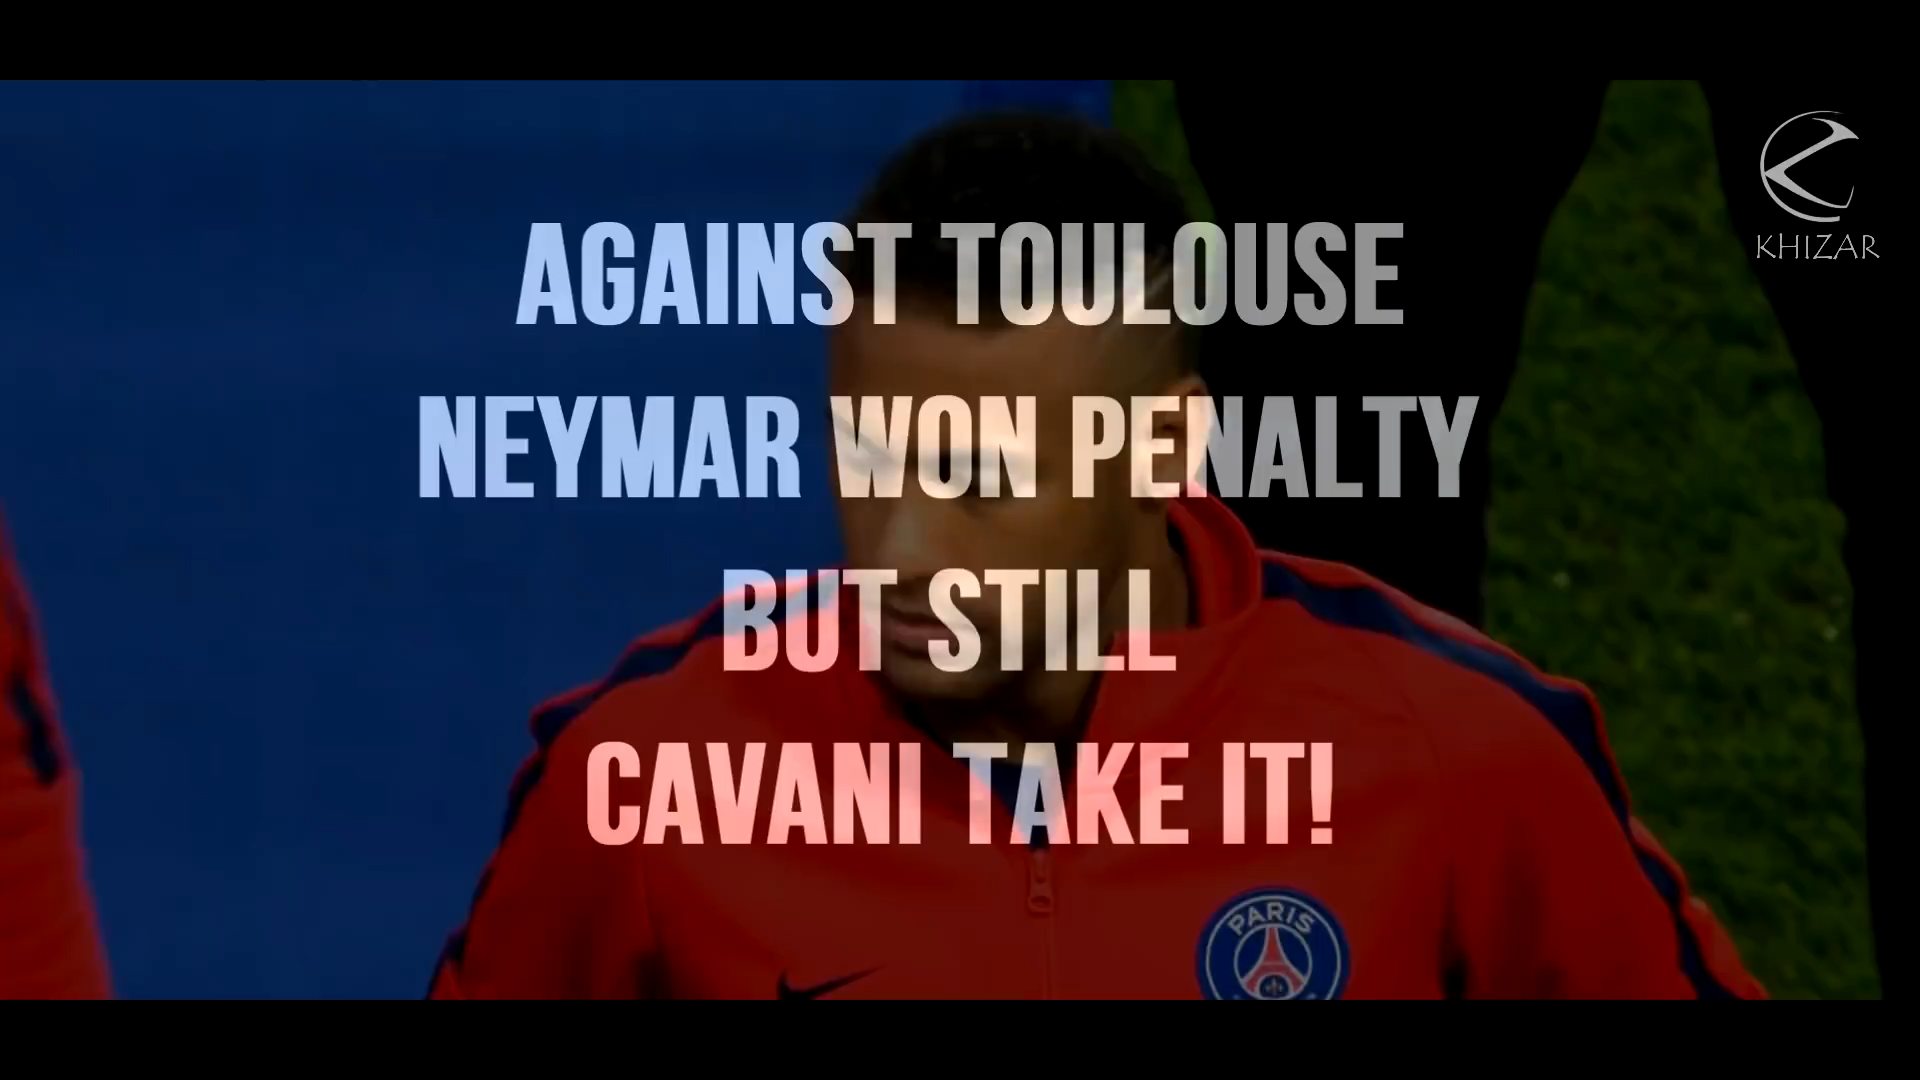 KHIZAR
AGAINST TOULOUSE
NEYMAR WON PENALTY
BUT STILL
CAVANI TAKE IT!
PARIS